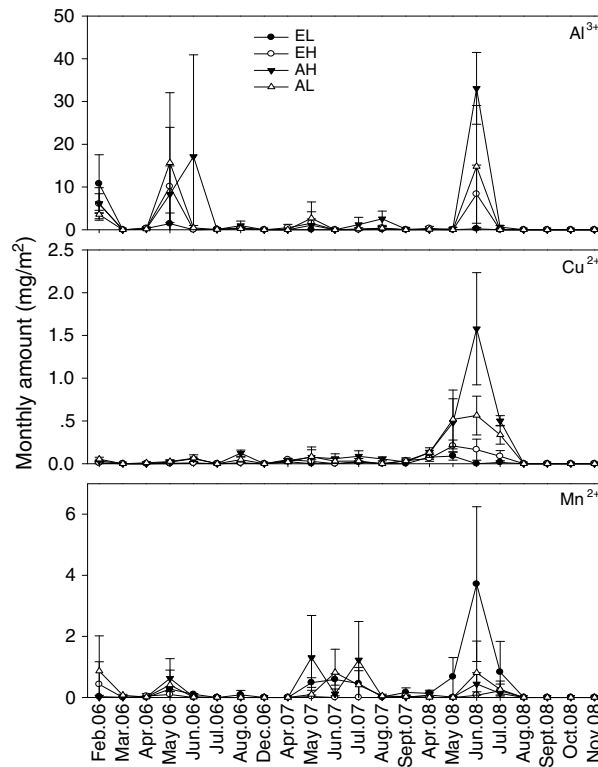 50
40
30
20
10
0
EL
EH
AH
AL
Al3+
2.5
2.0
1.5
1.0
.5
0.0
Cu2+
6
4
2
0
Mn2+
Monthly amount (mg/m2)
Feb.06
Mar.06
Apr.06
May 06
Jun.06
Jul.06
Aug.06
Dec.06
Apr.07
May 07
Jun.07
Jul.07
Aug.07
Sept.07
Apr.08
May 08
Jun.08
Jul.08
Aug.08
Sept.08
Oct.08
Nov.08